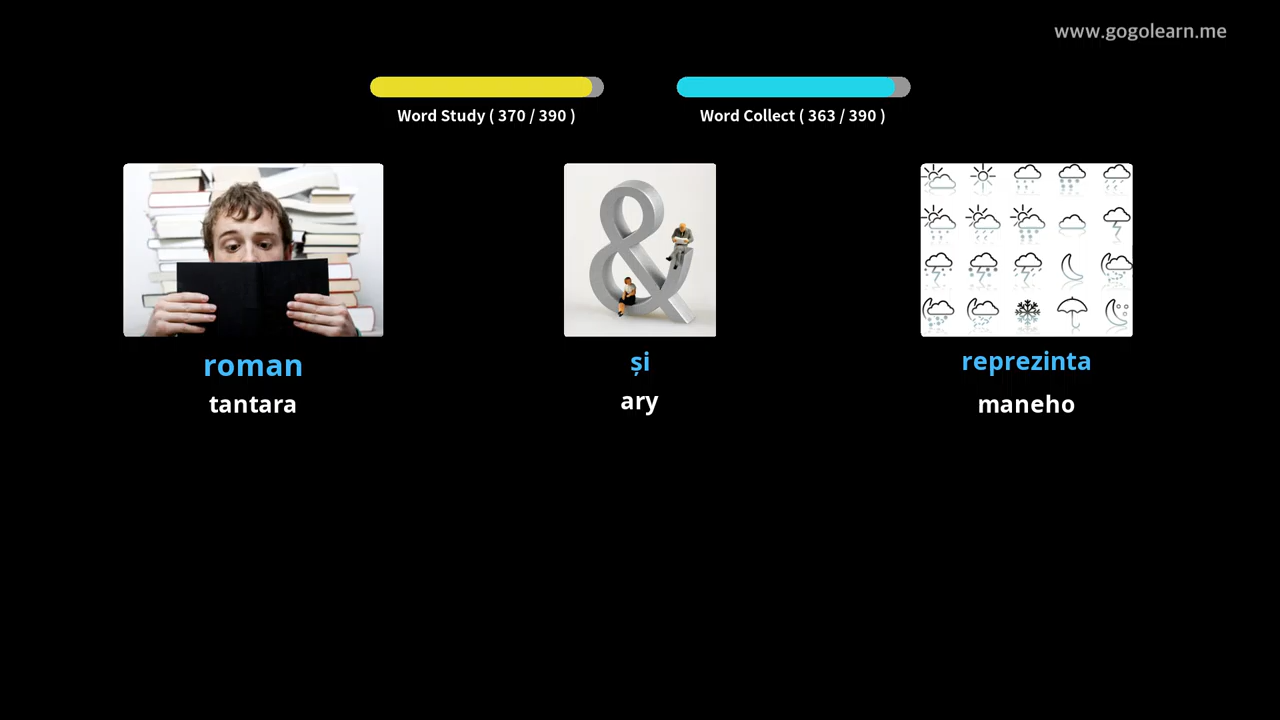 www.gogolearn.me
Word Study ( 370 / 390 )
Word Collect ( 363 / 390 )
&
roman
tantara
și
ary
reprezinta
maneho